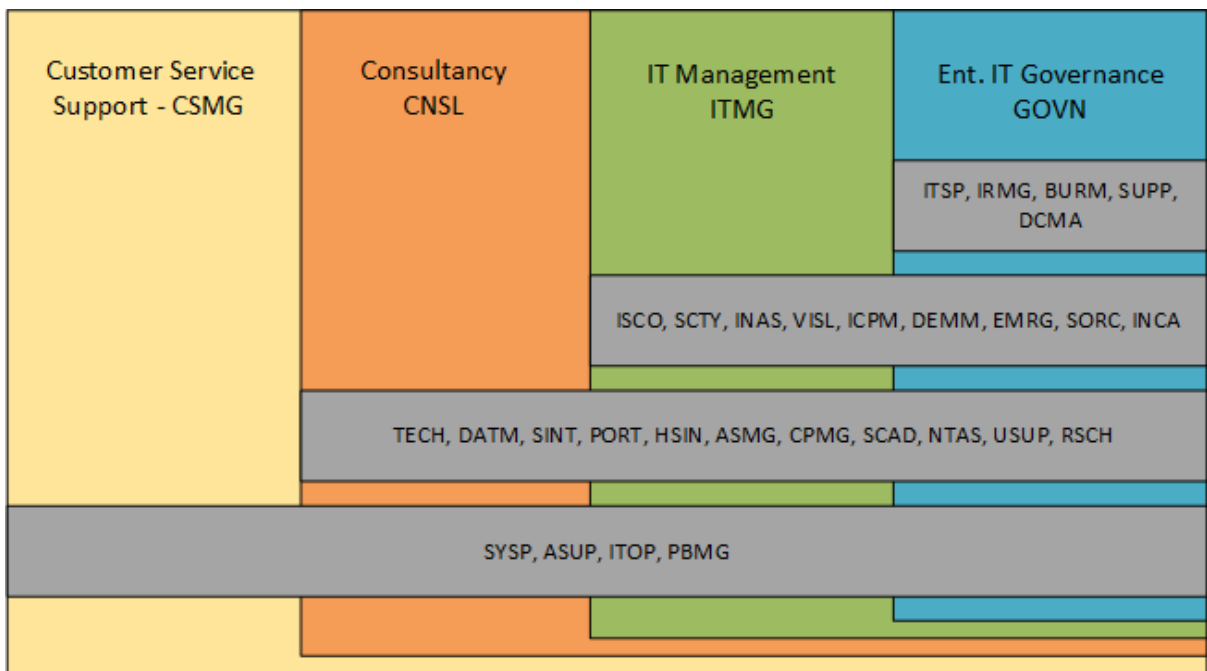 Customer Service
Support - CSMG
Consultancy
CNSL
IT Management
ITMG
Ent. IT Governance
GOVN
ITSP, IRMG, BURM, SUPP,
DCMA
ISCO, SCTY, INAS, VISL, ICPM, DEMM, EMRG, SORC, INCA
TECH, DATM, SINT, PORT, HSIN, ASMG, CPMG, SCAD, NTAS, USUP, RSCH
SYSP, ASUP, ITOP, PBMG